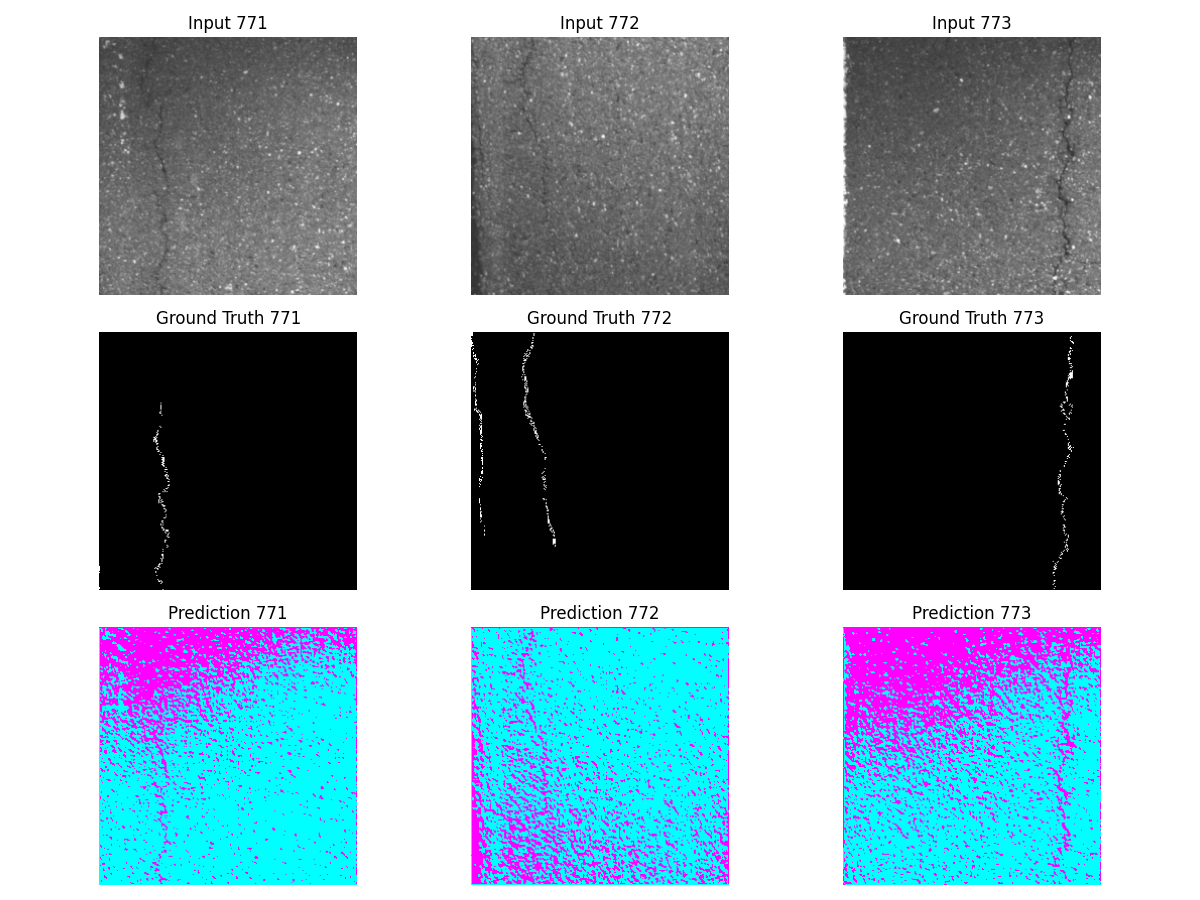 Input 771
Input 772
Input 773
Ground Truth 771
Ground Truth 772
Ground Truth 773
Prediction 771
Prediction 772
Prediction 773